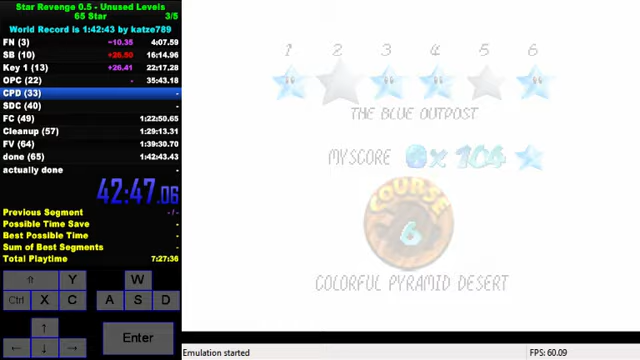 Star Revenge 0.5 - Unused Levels
65 Star 3/5
World Record is 1:42:43 by katze789
FN (3) -10.35 4:07.59
SB (10) +26.50 16:14.96
Key 1 (13) +26.41 22:17.28
OPC (22) - 35:43.18
CPD (33) -
SDC (40) -
FC (49) 1:22:50.65
Cleanup (57) 1:29:13.31
FV (64) 1:39:30.70
done (65) 1:42:43.43
actually done -
42:47.06
Previous Segment -/-
Possible Time Save -
Best Possible Time -
Sum of Best Segments -
Total Playtime 7:27:36
Y W
Ctrl X C A S D
↑ Enter
← ↓ →
1 2 3 4 5 6
THE BLUE OUTPOST
MYSCORE x 104
COURSE
6
COLORFUL PYRAMID DESERT
Emulation started FPS: 60.09